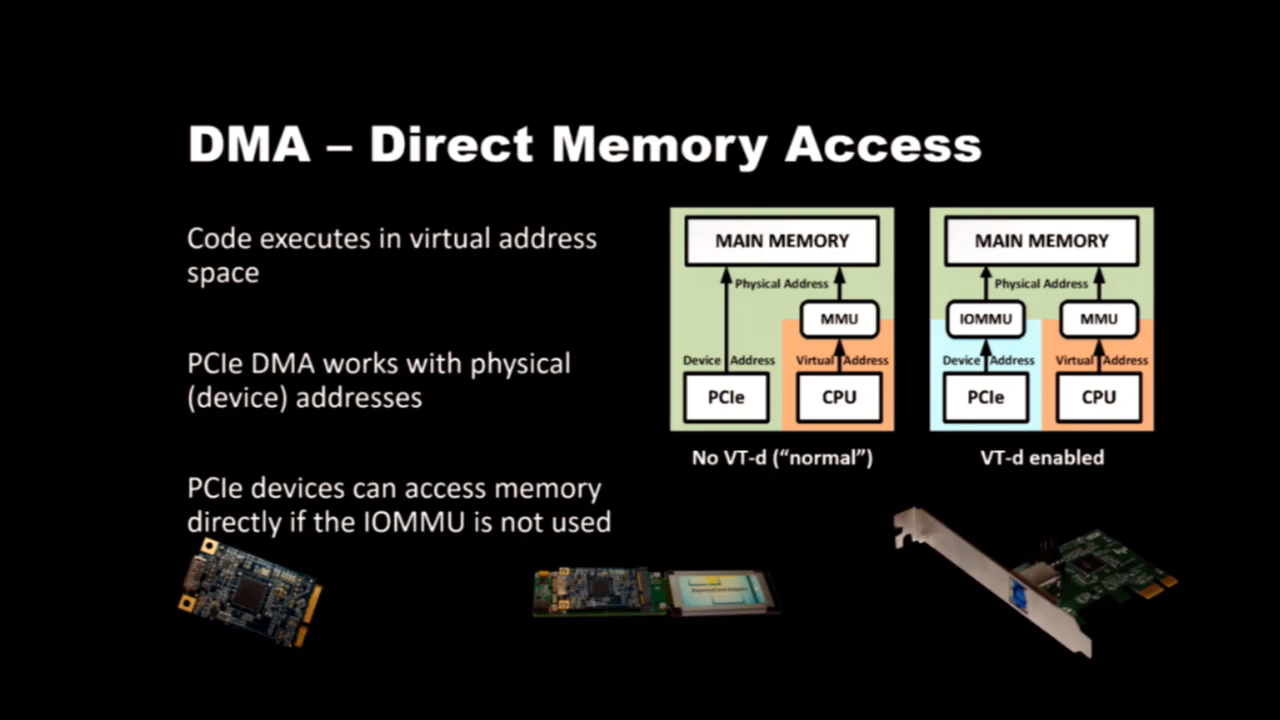 DMA – Direct Memory Access
Code executes in virtual address
space
PCIe DMA works with physical
(device) addresses
PCIe devices can access memory
directly if the IOMMU is not used
MAIN MEMORY
Physical Address
MMU
Device Address
Virtual Address
PCIe
CPU
No VT-d (“normal”)
MAIN MEMORY
Physical Address
IOMMU
MMU
Device Address
Virtual Address
PCIe
CPU
VT-d enabled